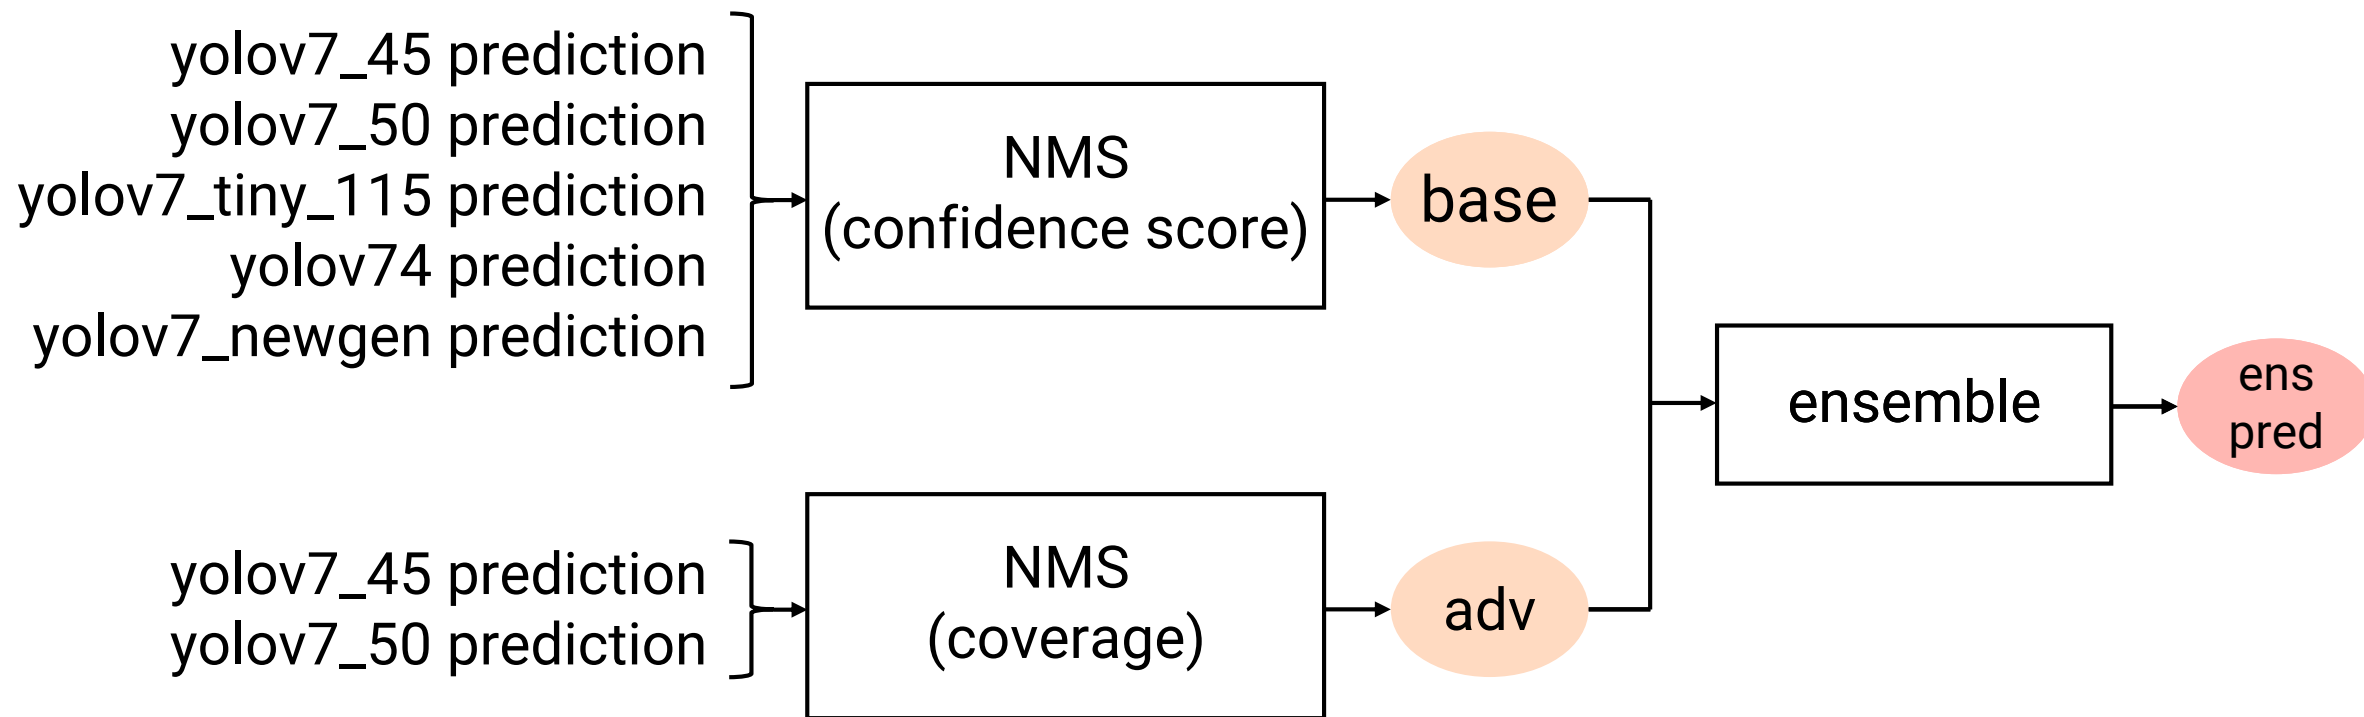 yolov7_45 prediction
yolov7_50 prediction
yolov7_tiny_115 prediction
yolov74 prediction
yolov7_newgen prediction
NMS
(confidence score)
base
yolov7_45 prediction
yolov7_50 prediction
NMS
(coverage)
adv
ensemble
ens
pred